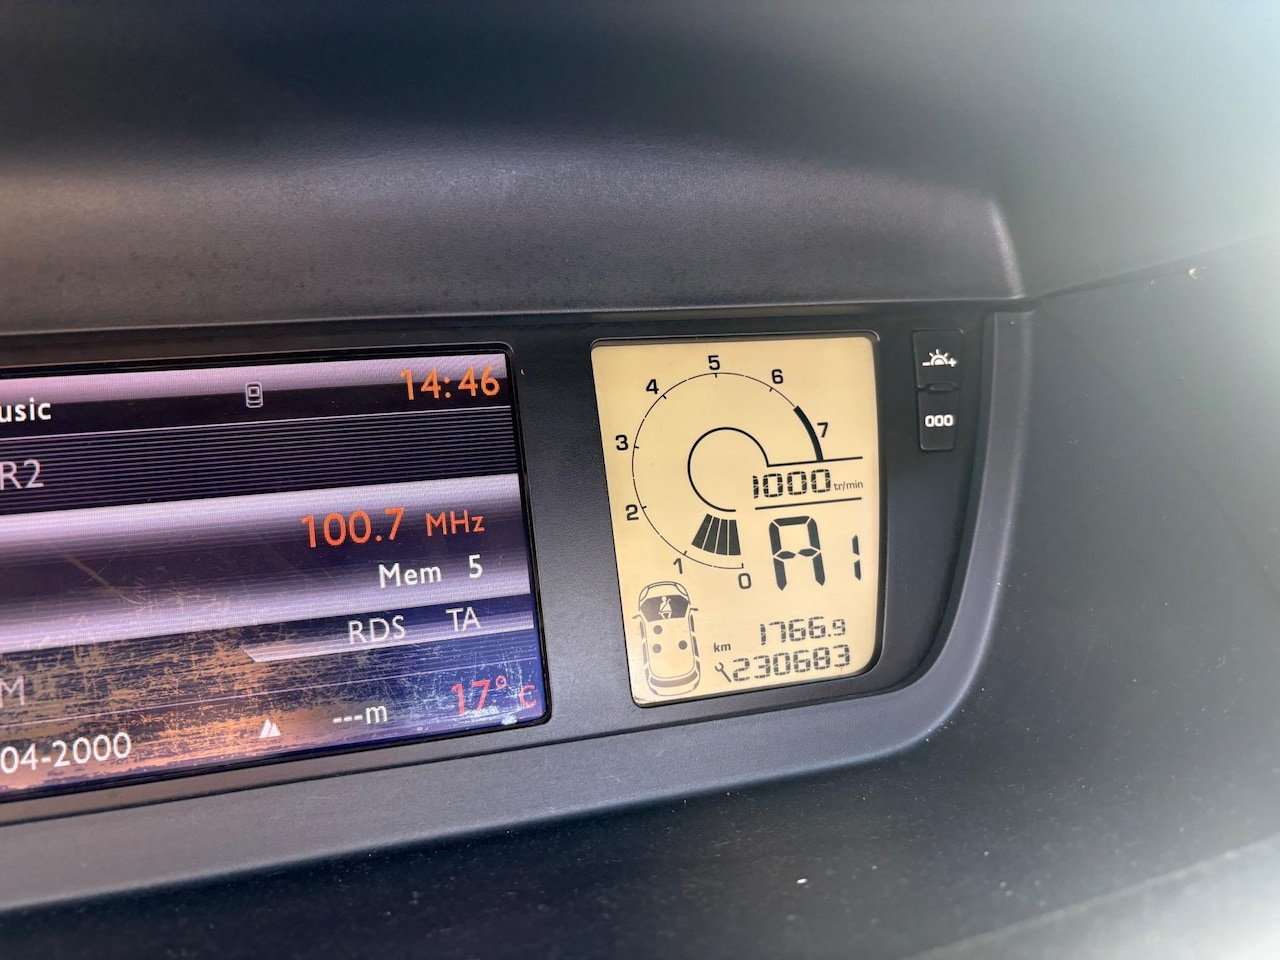 usic
14:46
R2
100.7 MHz
Mem 5
RDS TA
M
17° C
---m
04-2000
5
4
6
3
7
2
1
0
1000 tr/min
A1
km 1766.9
230683
- +
000